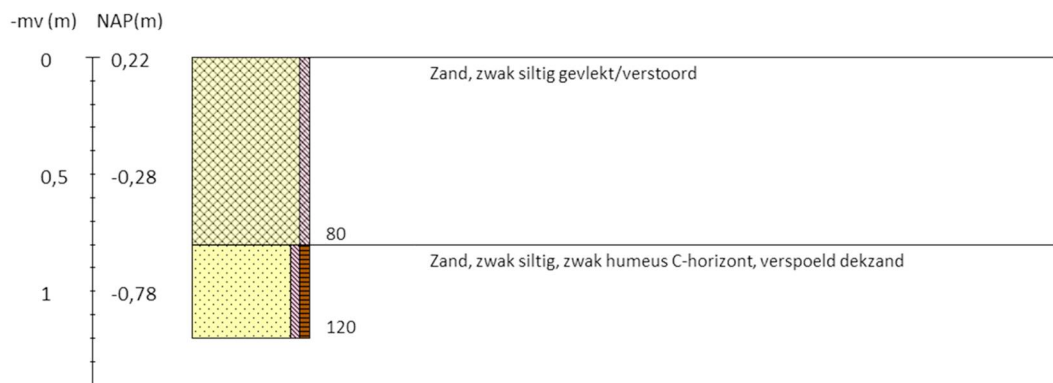 -mv (m) NAP(m)
0 0,22 Zand, zwak siltig gevlekt/verstoord
0,5 -0,28
80
Zand, zwak siltig, zwak humeus C-horizont, verspoeld dekzand
1 -0,78
120